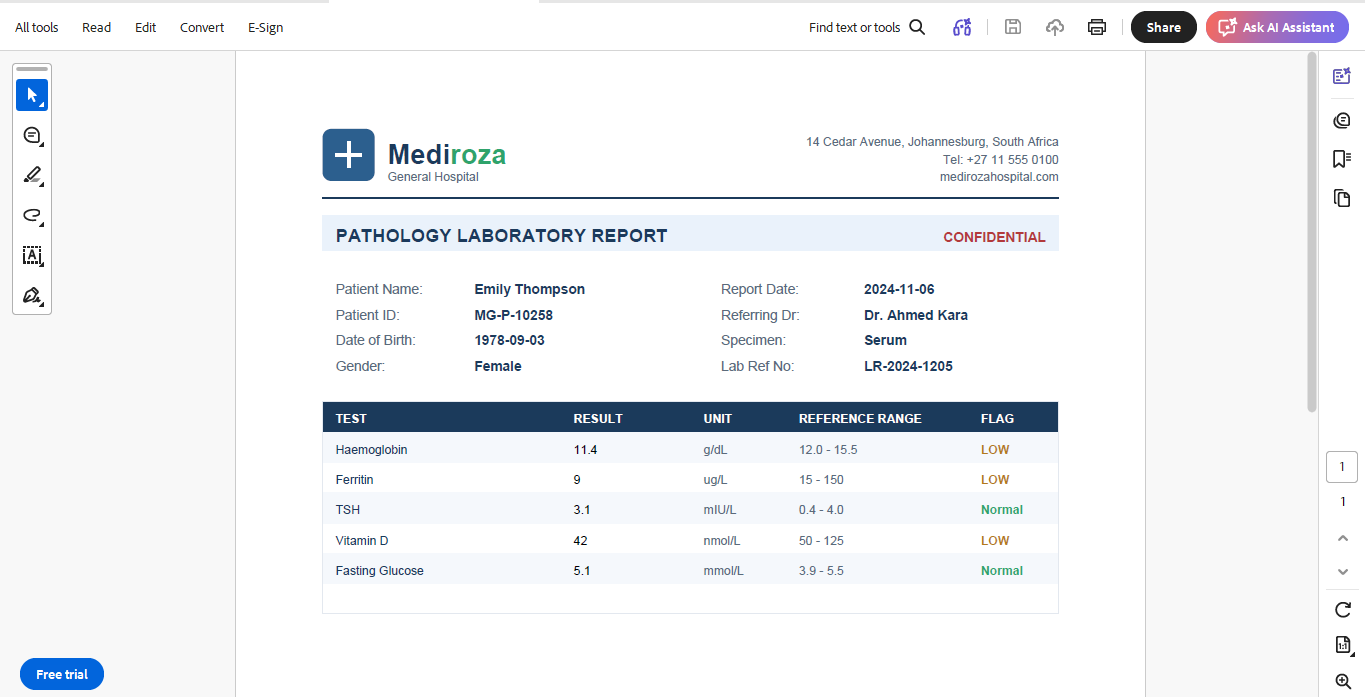 All tools Read Edit Convert E-Sign Find text or tools Share Ask AI Assistant
Mediroza
General Hospital
14 Cedar Avenue, Johannesburg, South Africa
Tel: +27 11 555 0100
medirozahospital.com
PATHOLOGY LABORATORY REPORT CONFIDENTIAL
Patient Name: Emily Thompson Report Date: 2024-11-06
Patient ID: MG-P-10258 Referring Dr: Dr. Ahmed Kara
Date of Birth: 1978-09-03 Specimen: Serum
Gender: Female Lab Ref No: LR-2024-1205
TEST RESULT UNIT REFERENCE RANGE FLAG
Haemoglobin 11.4 g/dL 12.0 - 15.5 LOW
Ferritin 9 ug/L 15 - 150 LOW
TSH 3.1 mIU/L 0.4 - 4.0 Normal
Vitamin D 42 nmol/L 50 - 125 LOW
Fasting Glucose 5.1 mmol/L 3.9 - 5.5 Normal
1
1
Free trial